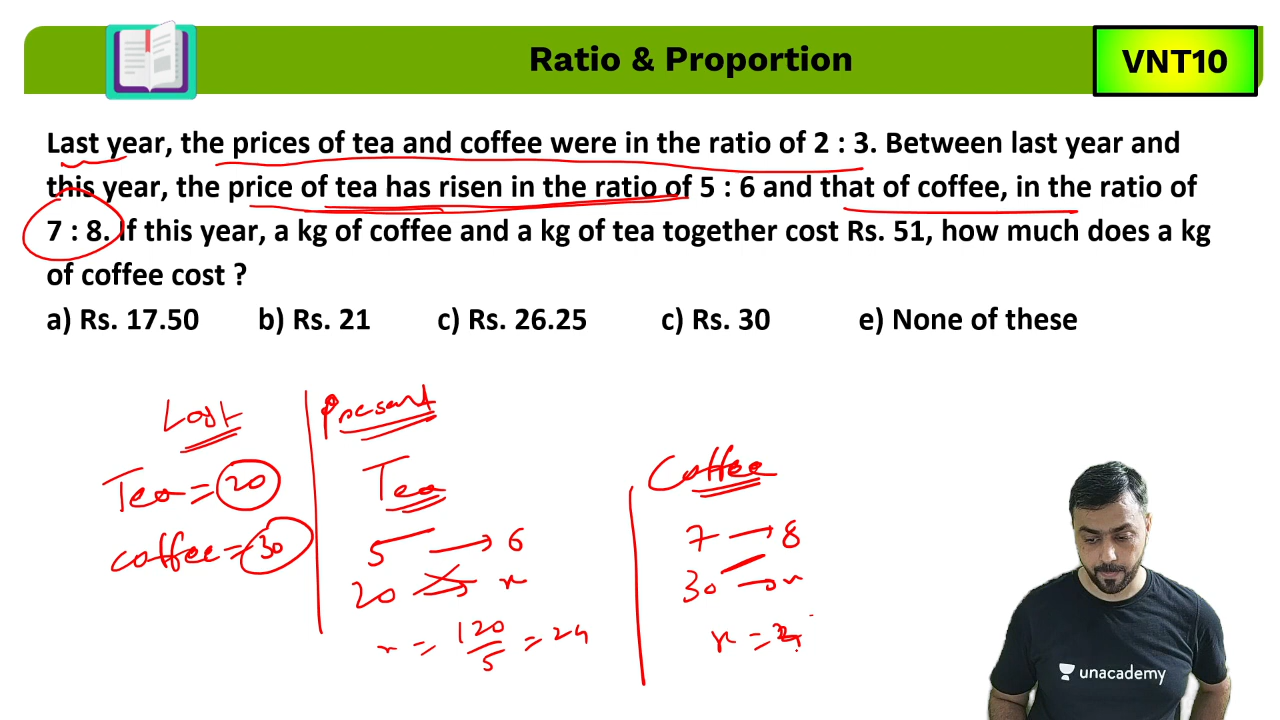 Ratio & Proportion
VNT10
Last year, the prices of tea and coffee were in the ratio of 2 : 3. Between last year and
this year, the price of tea has risen in the ratio of 5 : 6 and that of coffee, in the ratio of
7 : 8. If this year, a kg of coffee and a kg of tea together cost Rs. 51, how much does a kg
of coffee cost ?
a) Rs. 17.50 b) Rs. 21 c) Rs. 26.25 c) Rs. 30 e) None of these
Last
Tea = 20
coffee = 30
Present
Tea
5 → 6
20 → x
x = 120/5 = 24
Coffee
7 → 8
30 → x
x =
unacademy